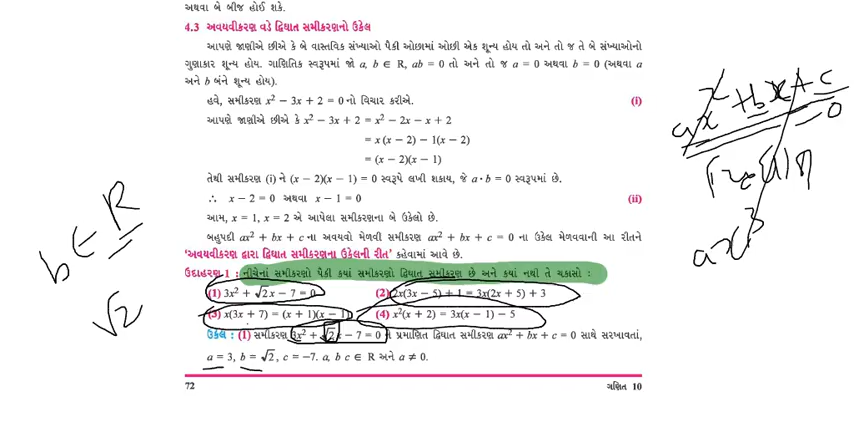 અથવા બે બીજ હોઈ શકે.
4.3 અવયવીકરણ વડે દ્વિઘાત સમીકરણનો ઉકેલ
આપણે જાણીએ છીએ કે બે વાસ્તવિક સંખ્યાઓ પૈકી ઓછામાં ઓછી એક શૂન્ય હોય તો અને તો જ તે બે સંખ્યાઓનો
ગુણાકાર શૂન્ય હોય. ગાણિતિક સ્વરૂપમાં જો a, b ∈ R, ab = 0 તો અને તો જ a = 0 અથવા b = 0 (અથવા a
અને b બંને શૂન્ય હોય).
હવે, સમીકરણ x² − 3x + 2 = 0નો વિચાર કરીએ. (i)
આપણે જાણીએ છીએ કે x² − 3x + 2 = x² − 2x − x + 2
= x (x − 2) − 1(x − 2)
= (x − 2)(x − 1)
તેથી સમીકરણ (i) ને (x − 2)(x − 1) = 0 સ્વરૂપે લખી શકાય, જે a · b = 0 સ્વરૂપમાં છે.
∴ x − 2 = 0 અથવા x − 1 = 0 (ii)
આમ, x = 1, x = 2 એ આપેલા સમીકરણના બે ઉકેલો છે.
બહુપદી ax² + bx + c ના અવયવો મેળવી સમીકરણ ax² + bx + c = 0 ના ઉકેલ મેળવવાની આ રીતને
'અવયવીકરણ દ્વારા દ્વિઘાત સમીકરણના ઉકેલની રીત' કહેવામાં આવે છે.
ઉદાહરણ 1 : નીચેનાં સમીકરણો પૈકી ક્યાં સમીકરણો દ્વિઘાત સમીકરણ છે અને ક્યાં નથી તે ચકાસો :
(1) 3x² + √2x − 7 = 0 (2) 2x(3x − 5) + 1 = 3x(2x + 5) + 3
(3) x(3x + 7) = (x + 1)(x − 1) (4) x²(x + 2) = 3x(x − 1) − 5
ઉકેલ : (1) સમીકરણ 3x² + √2x − 7 = 0 ને પ્રમાણિત દ્વિઘાત સમીકરણ ax² + bx + c = 0 સાથે સરખાવતાં,
a = 3, b = √2, c = −7. a, b c ∈ R અને a ≠ 0.
72 ગણિત 10
b ∈ R
√2
ax² + bx + c
0
ax³